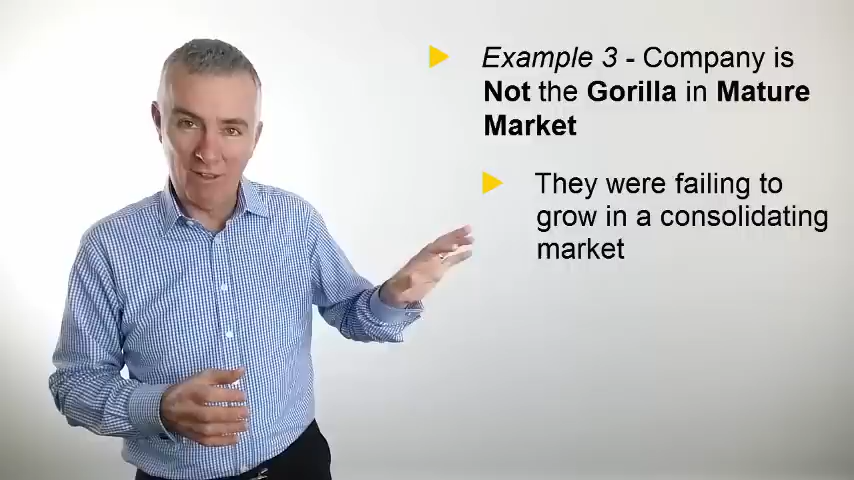 Example 3 - Company is
Not the Gorilla in Mature
Market
They were failing to
grow in a consolidating
market